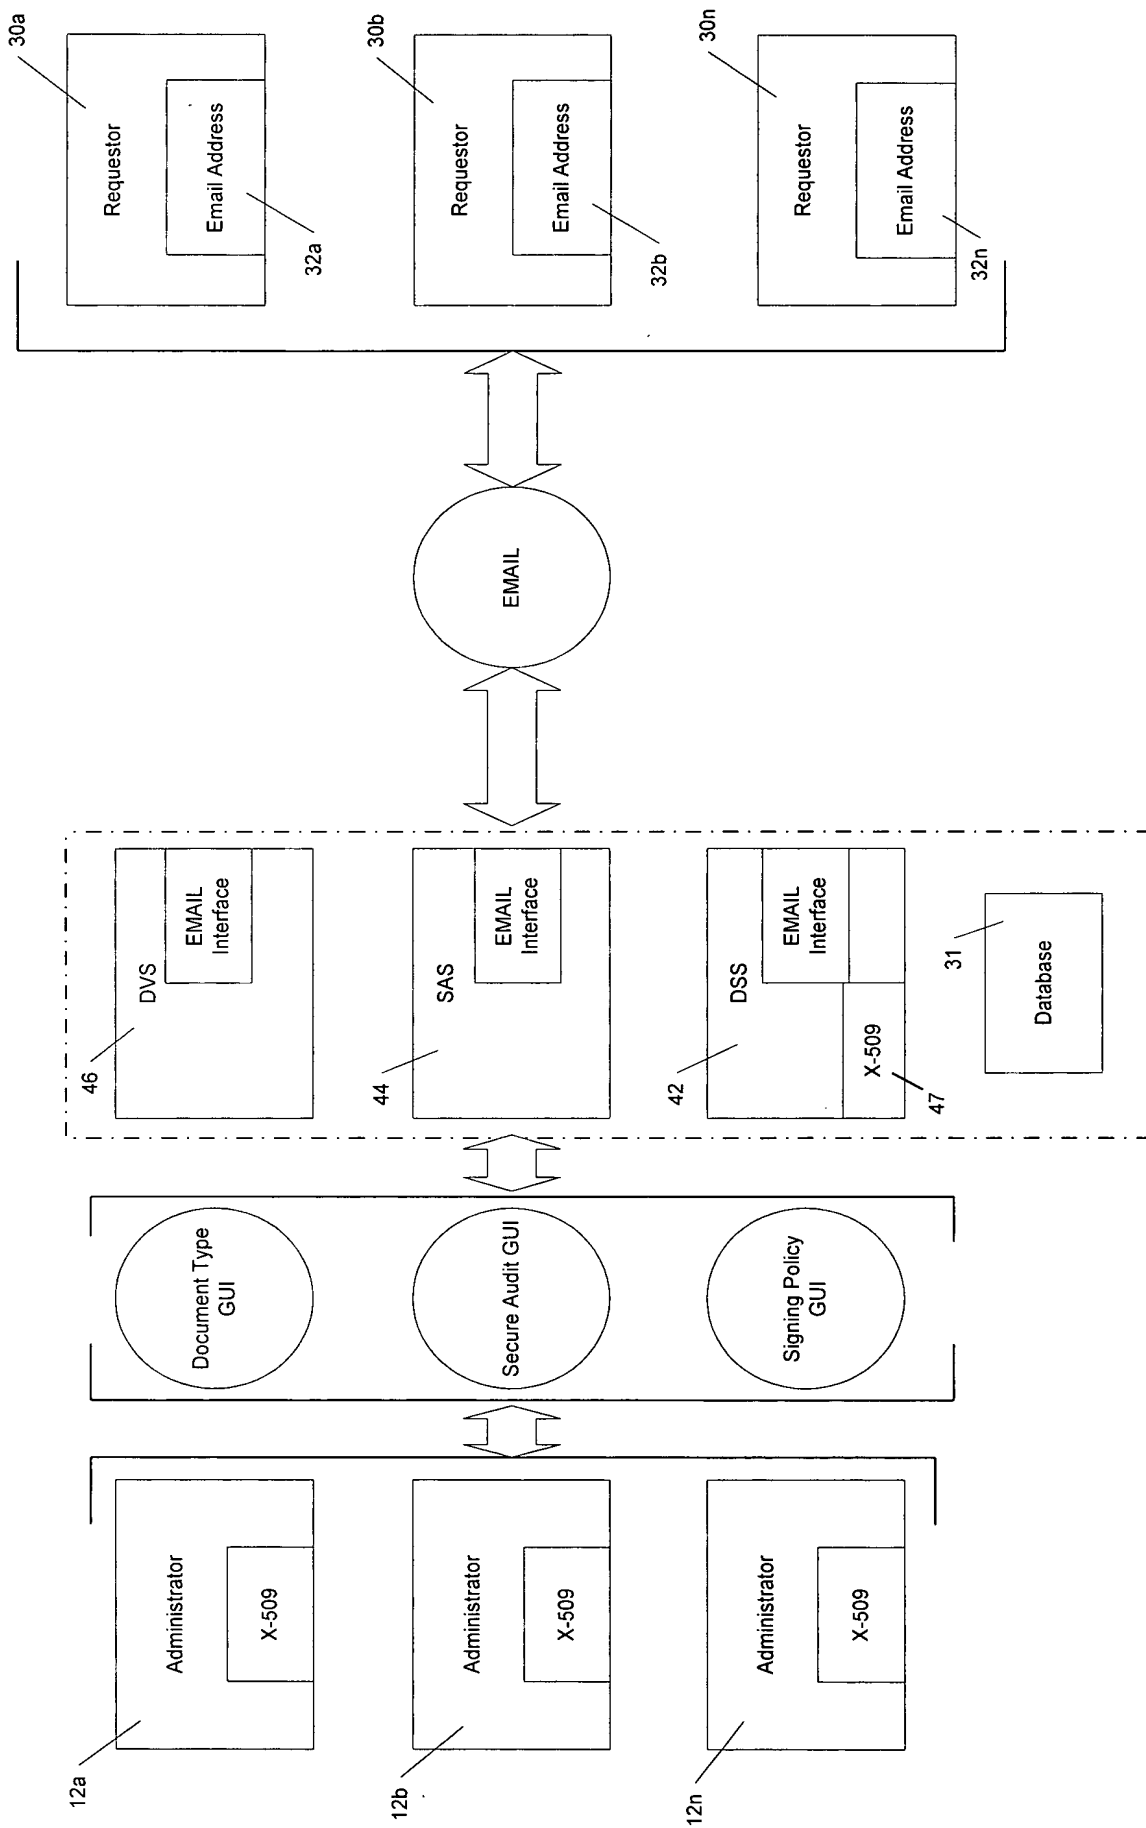 12a
Administrator
X-509
12b
Administrator
X-509
12n
Administrator
X-509
Document Type
GUI
Secure Audit GUI
Signing Policy
GUI
46
DVS
EMAIL
Interface
44
SAS
EMAIL
Interface
42
DSS
EMAIL
Interface
X-509
47
31
Database
EMAIL
30a
Requestor
Email Address
32a
30b
Requestor
Email Address
32b
30n
Requestor
Email Address
32n